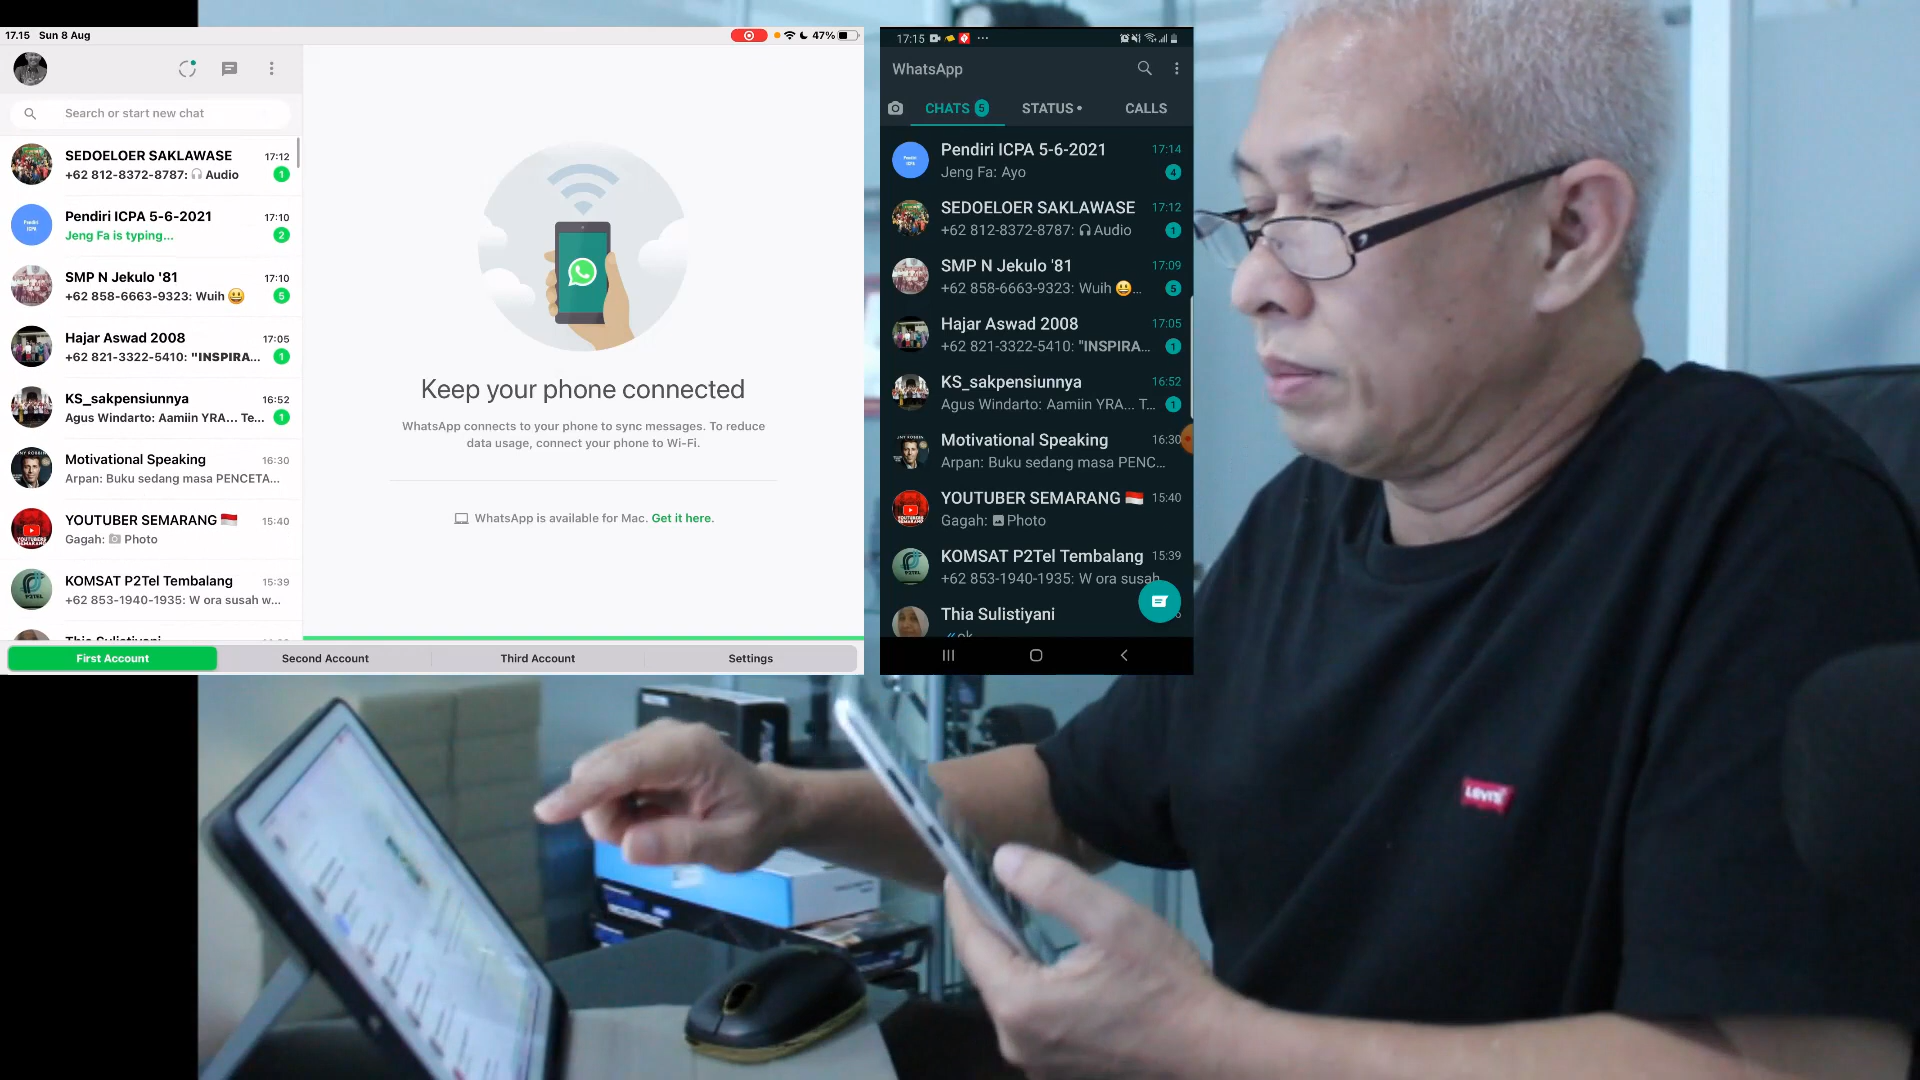 17.15 Sun 8 Aug
47%
Search or start new chat
SEDOELOER SAKLAWASE 17:12
+62 812-8372-8787: Audio 1
Pendiri ICPA 5-6-2021 17:10
Jeng Fa is typing... 2
SMP N Jekulo '81 17:10
+62 858-6663-9323: Wuih 😃 5
Hajar Aswad 2008 17:05
+62 821-3322-5410: "INSPIRA... 1
KS_sakpensiunnya 16:52
Agus Windarto: Aamiin YRA... Te... 1
Motivational Speaking 16:30
Arpan: Buku sedang masa PENCETA...
YOUTUBER SEMARANG 🇮🇩 15:40
Gagah: Photo
KOMSAT P2Tel Tembalang 15:39
+62 853-1940-1935: W ora susah w...
Thia Sulistiyani
Keep your phone connected
WhatsApp connects to your phone to sync messages. To reduce
data usage, connect your phone to Wi-Fi.
WhatsApp is available for Mac. Get it here.
First Account Second Account Third Account Settings
17:15
WhatsApp
CHATS 5 STATUS CALLS
Pendiri ICPA 5-6-2021 17:14
Jeng Fa: Ayo 4
SEDOELOER SAKLAWASE 17:12
+62 812-8372-8787: Audio 1
SMP N Jekulo '81 17:09
+62 858-6663-9323: Wuih 😃... 5
Hajar Aswad 2008 17:05
+62 821-3322-5410: "INSPIRA... 1
KS_sakpensiunnya 16:52
Agus Windarto: Aamiin YRA... T... 1
Motivational Speaking 16:30
Arpan: Buku sedang masa PENC...
YOUTUBER SEMARANG 🇮🇩 15:40
Gagah: Photo
KOMSAT P2Tel Tembalang 15:39
+62 853-1940-1935: W ora susah
Thia Sulistiyani
ok
Levi's